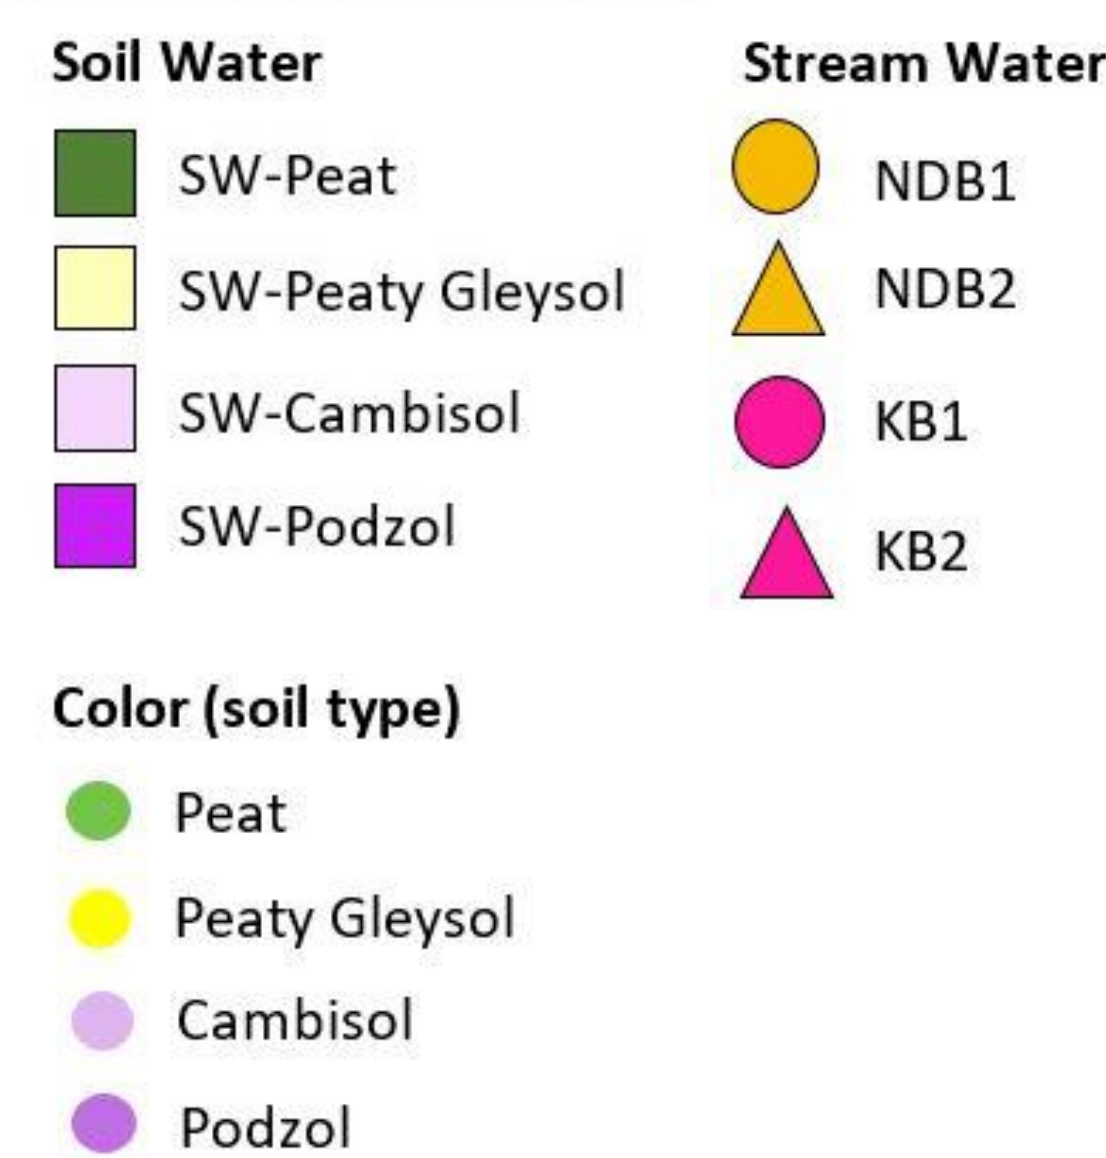 Soil Water
SW-Peat
SW-Peaty Gleysol
SW-Cambisol
SW-Podzol
Stream Water
NDB1
NDB2
KB1
KB2
Color (soil type)
Peat
Peaty Gleysol
Cambisol
Podzol